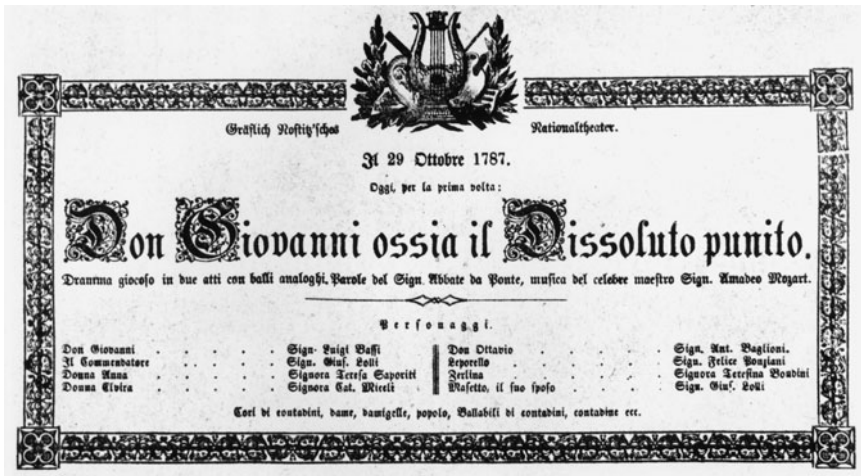 Gräflich Nostitz'sches Nationaltheater.
Il 29 Ottobre 1787.
Oggi, per la prima volta:
Don Giovanni ossia il Dissoluto punito.
Dramma giocoso in due atti con balli analoghi. Parole del Sign. Abbate da Ponte, musica del celebre maestro Sign. Amadeo Mozart.
Personaggi.
Don Giovanni . . . . . Sign. Luigi Bassi
Il Commendatore . . . . . Sign. Gius. Lolli
Donna Anna . . . . . Signora Teresa Saporiti
Donna Elvira . . . . . Signora Cat. Miceli
Don Ottavio . . . . . Sign. Ant. Baglioni.
Leporello . . . . . Sign. Felice Ponziani
Zerlina . . . . . Signora Teresina Bondini
Masetto, il suo sposo . . . . Sign. Gius. Lolli
Cori di contadini, dame, damigelle, popolo, Ballabili di contadini, contadine etc.